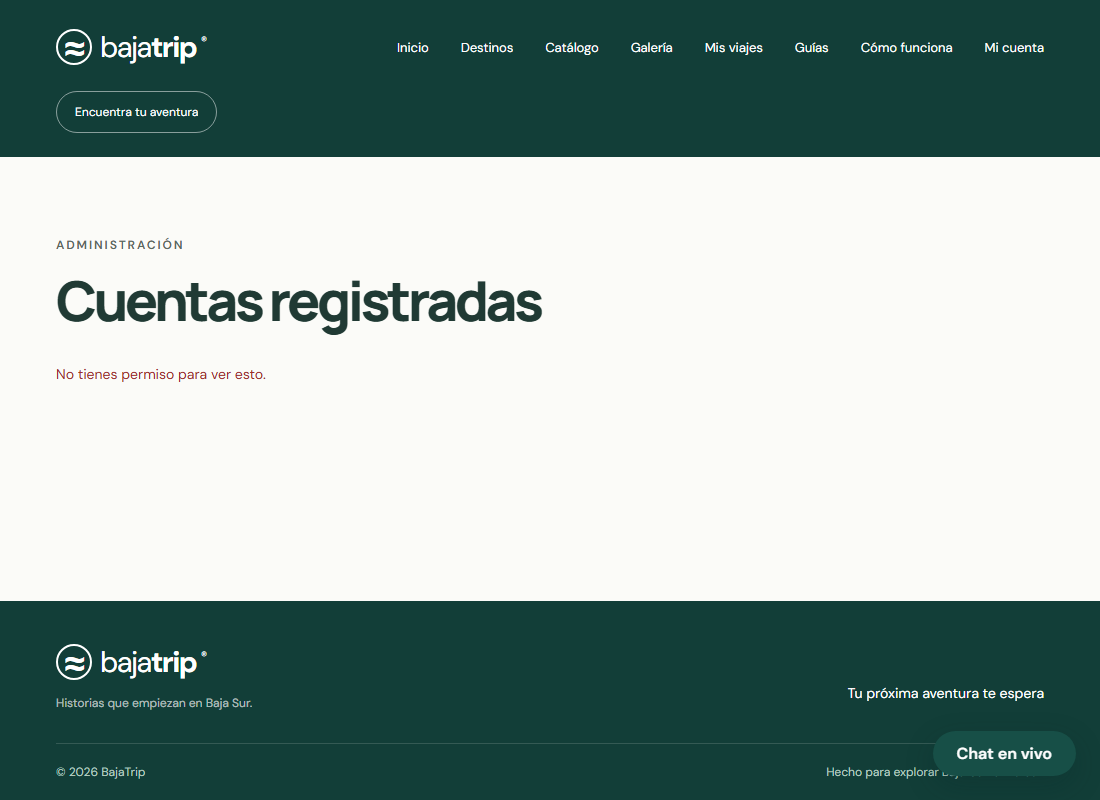 bajatrip®
Inicio Destinos Catálogo Galería Mis viajes Guías Cómo funciona Mi cuenta
Encuentra tu aventura
ADMINISTRACIÓN
Cuentas registradas
No tienes permiso para ver esto.
bajatrip®
Historias que empiezan en Baja Sur.
Tu próxima aventura te espera
Chat en vivo
© 2026 BajaTrip
Hecho para explorar